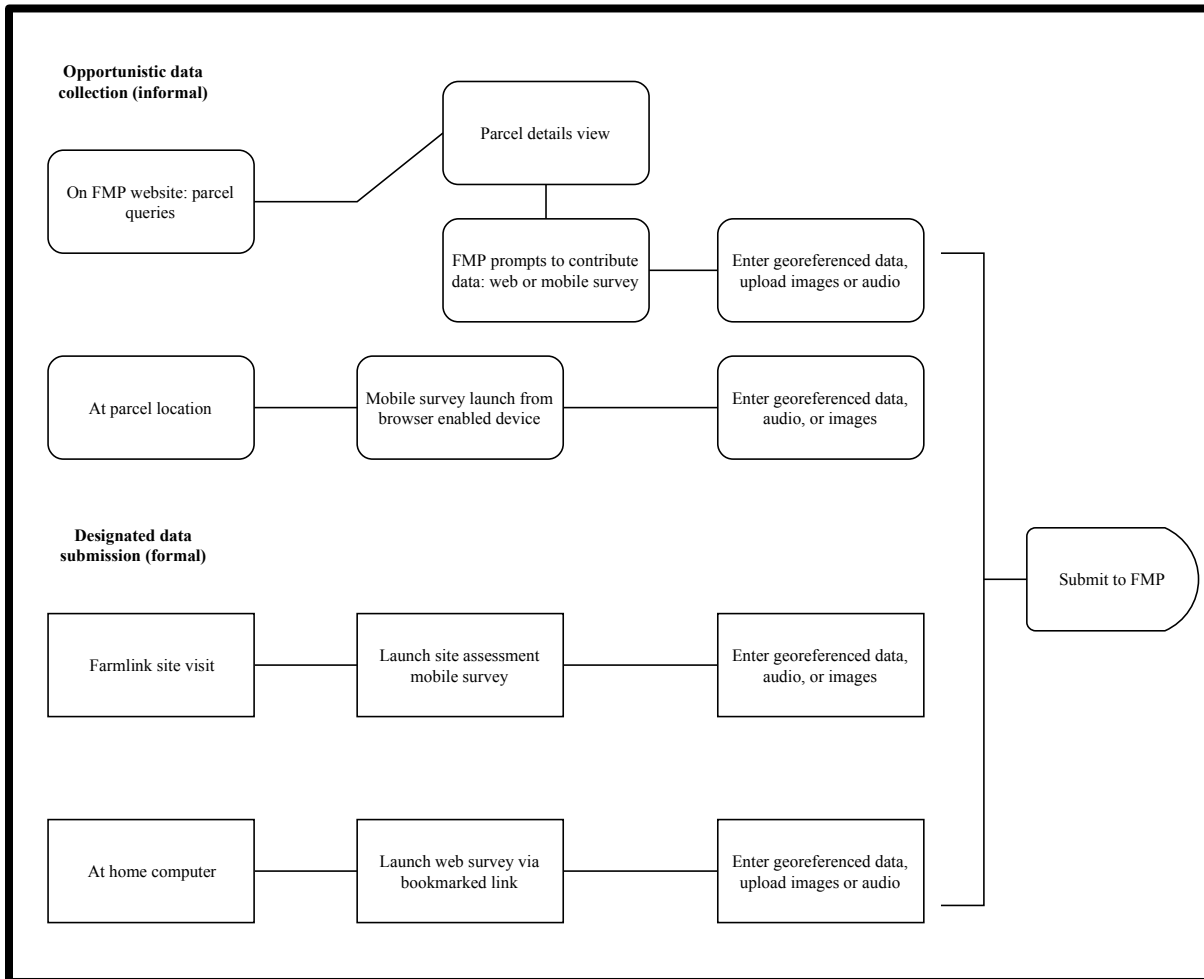 Opportunistic data
collection (informal)
Parcel details view
On FMP website: parcel
queries
FMP prompts to contribute
data: web or mobile survey
Enter georeferenced data,
upload images or audio
At parcel location
Mobile survey launch from
browser enabled device
Enter georeferenced data,
audio, or images
Designated data
submission (formal)
Submit to FMP
Farmlink site visit
Launch site assessment
mobile survey
Enter georeferenced data,
audio, or images
At home computer
Launch web survey via
bookmarked link
Enter georeferenced data,
upload images or audio